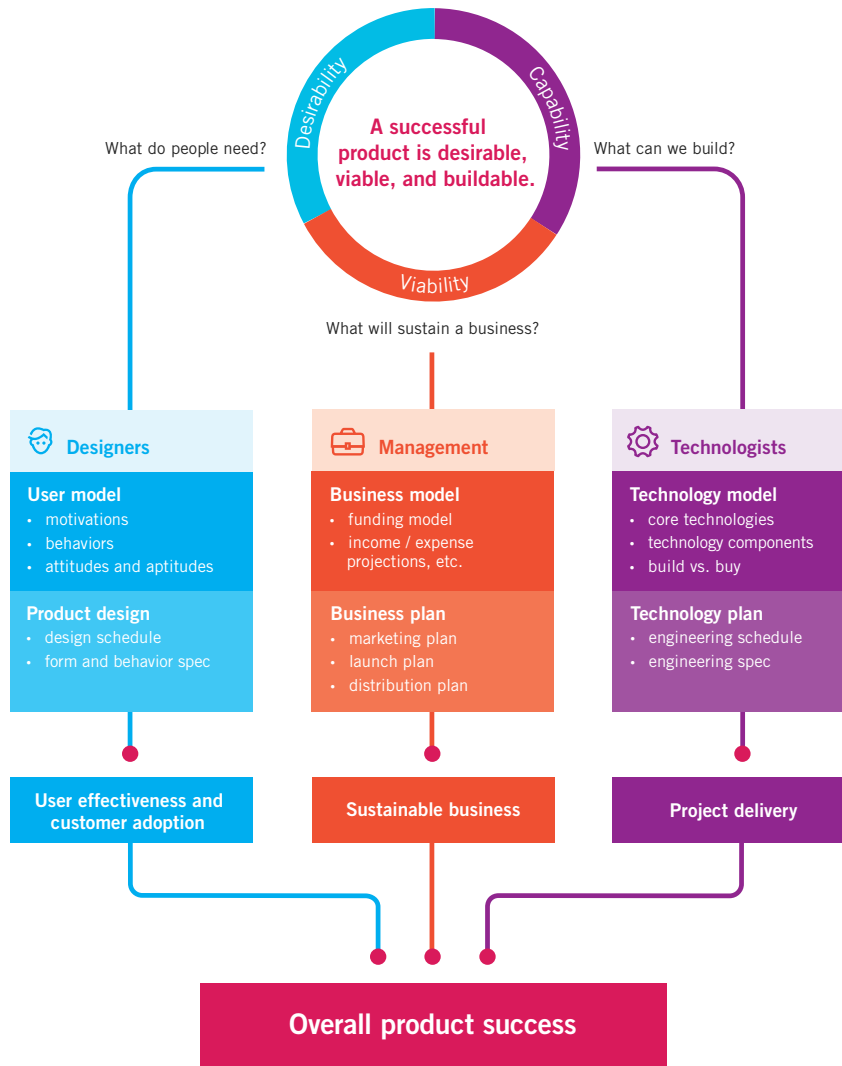 Desirability
Capability
Viability
A successful
product is desirable,
viable, and buildable.
What do people need?
What can we build?
What will sustain a business?
Designers
User model
• motivations
• behaviors
• attitudes and aptitudes
Product design
• design schedule
• form and behavior spec
User effectiveness and
customer adoption
Management
Business model
• funding model
• income / expense
projections, etc.
Business plan
• marketing plan
• launch plan
• distribution plan
Sustainable business
Technologists
Technology model
• core technologies
• technology components
• build vs. buy
Technology plan
• engineering schedule
• engineering spec
Project delivery
Overall product success